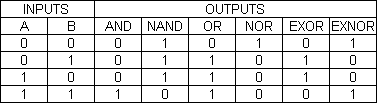 INPUTS OUTPUTS
A B AND NAND OR NOR EXOR EXNOR
0 0 0 1 0 1 0 1
0 1 0 1 1 0 1 0
1 0 0 1 1 0 1 0
1 1 1 0 1 0 0 1